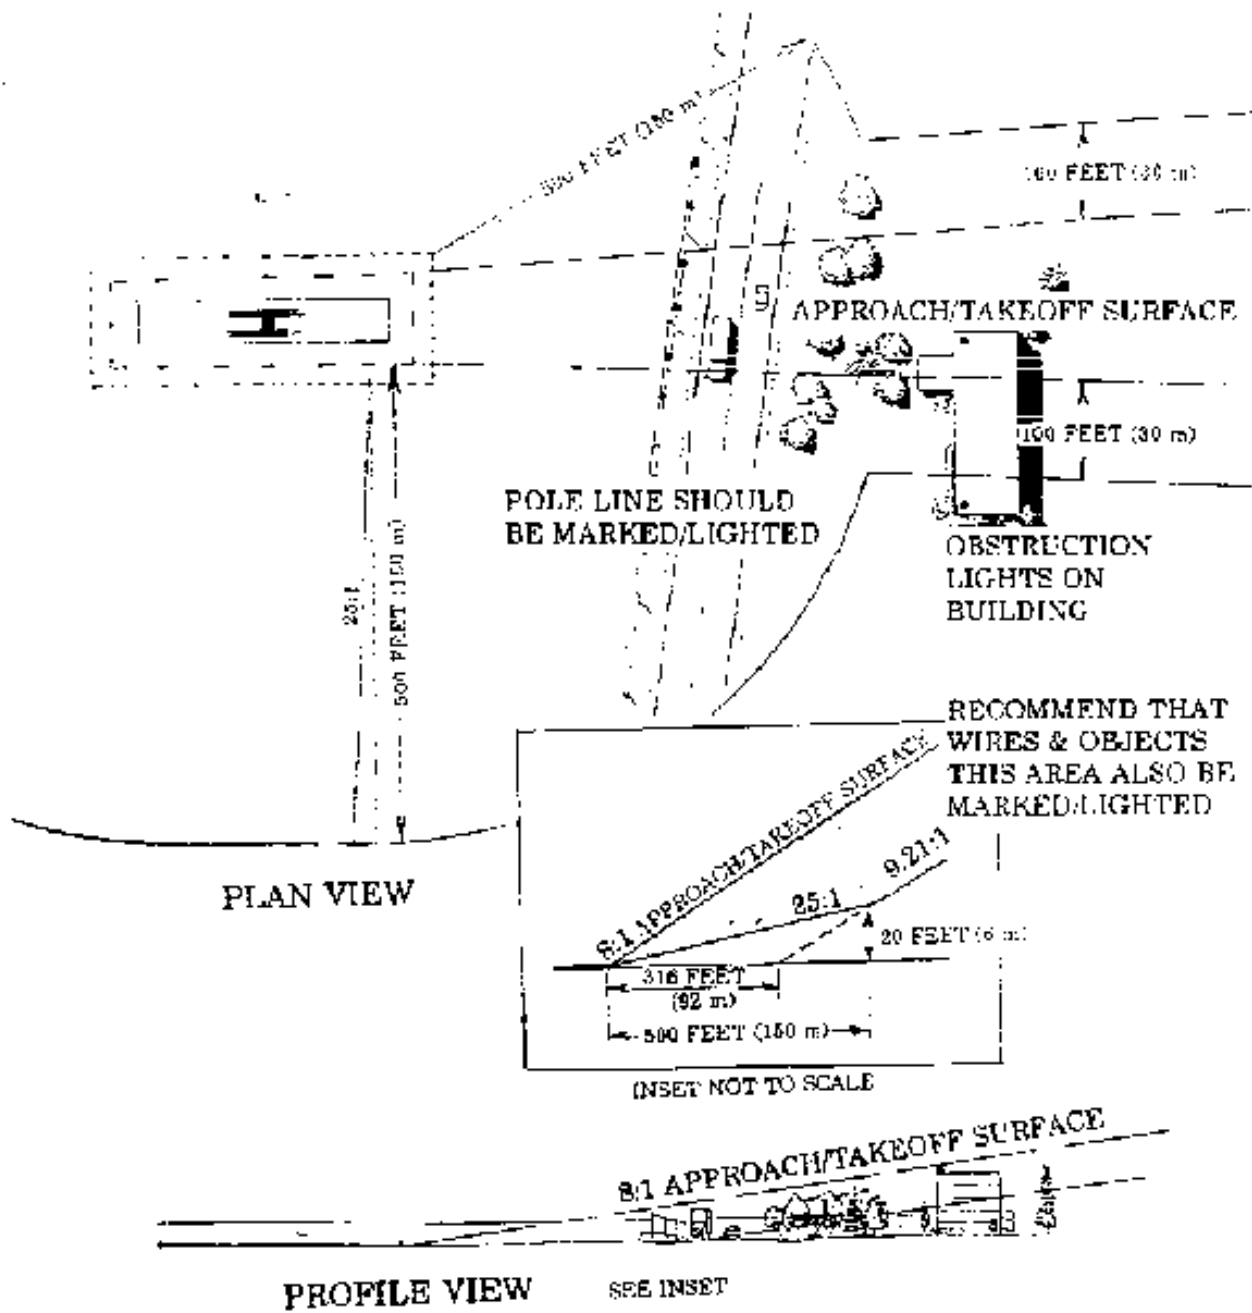 500 FEET (150 m)
100 FEET (30 m)
APPROACH/TAKEOFF SURFACE
100 FEET (30 m)
POLE LINE SHOULD
BE MARKED/LIGHTED
OBSTRUCTION
LIGHTS ON
BUILDING
25:1
500 FEET (150 m)
RECOMMEND THAT
WIRES & OBJECTS
THIS AREA ALSO BE
MARKED/LIGHTED
PLAN VIEW
8:1 APPROACH/TAKEOFF SURFACE
25:1
9.21:1
20 FEET (6 m)
316 FEET
(92 m)
500 FEET (150 m)
INSET NOT TO SCALE
8:1 APPROACH/TAKEOFF SURFACE
PROFILE VIEW
SEE INSET